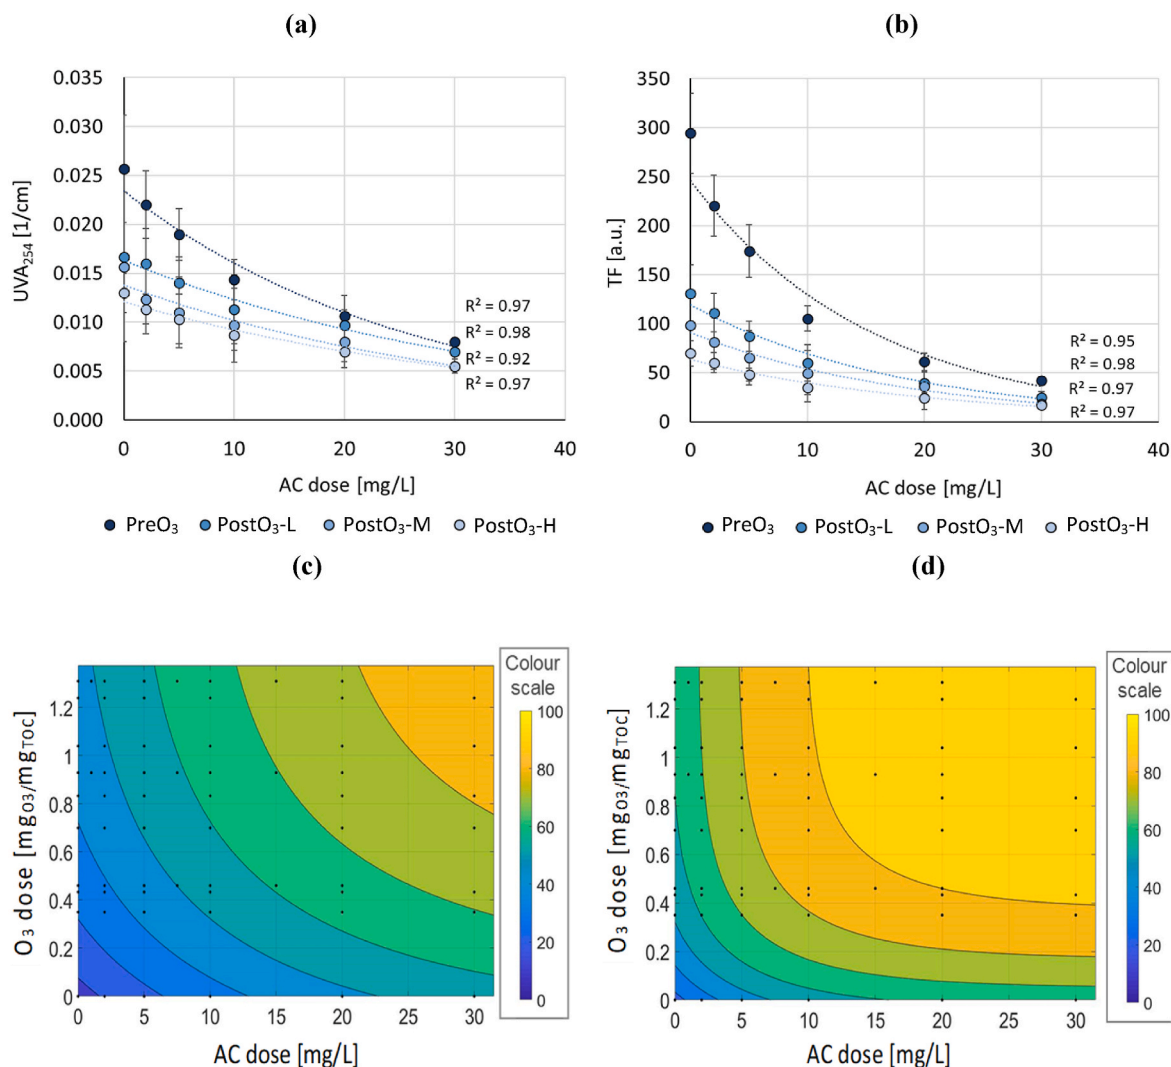 (a)
(b)
0.035
0.030
0.025
0.020
0.015
0.010
0.005
0.000
UVA254 [1/cm]
R² = 0.97
R² = 0.98
R² = 0.92
R² = 0.97
0 10 20 30 40
AC dose [mg/L]
PreO3 PostO3-L PostO3-M PostO3-H
350
300
250
200
150
100
50
0
TF [a.u.]
R² = 0.95
R² = 0.98
R² = 0.97
R² = 0.97
0 10 20 30 40
AC dose [mg/L]
PreO3 PostO3-L PostO3-M PostO3-H
(c)
(d)
1.2
1
0.8
0.6
0.4
0.2
0
O3 dose [mgO3/mgTOC]
0 5 10 15 20 25 30
AC dose [mg/L]
Colour
scale
100
80
60
40
20
0
1.2
1
0.8
0.6
0.4
0.2
0
O3 dose [mgO3/mgTOC]
0 5 10 15 20 25 30
AC dose [mg/L]
Colour
scale
100
80
60
40
20
0